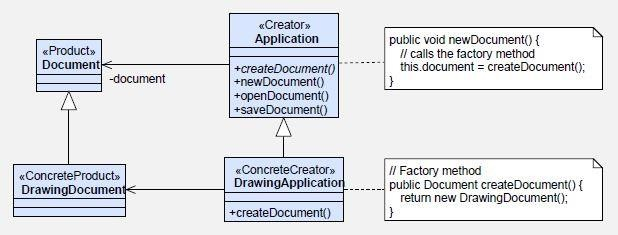 «Product»
Document
-document
«Creator»
Application
+createDocument()
+newDocument()
+openDocument()
+saveDocument()
public void newDocument() {
// calls the factory method
this.document = createDocument();
}
«ConcreteProduct»
DrawingDocument
«ConcreteCreator»
DrawingApplication
+createDocument()
// Factory method
public Document createDocument() {
return new DrawingDocument();
}